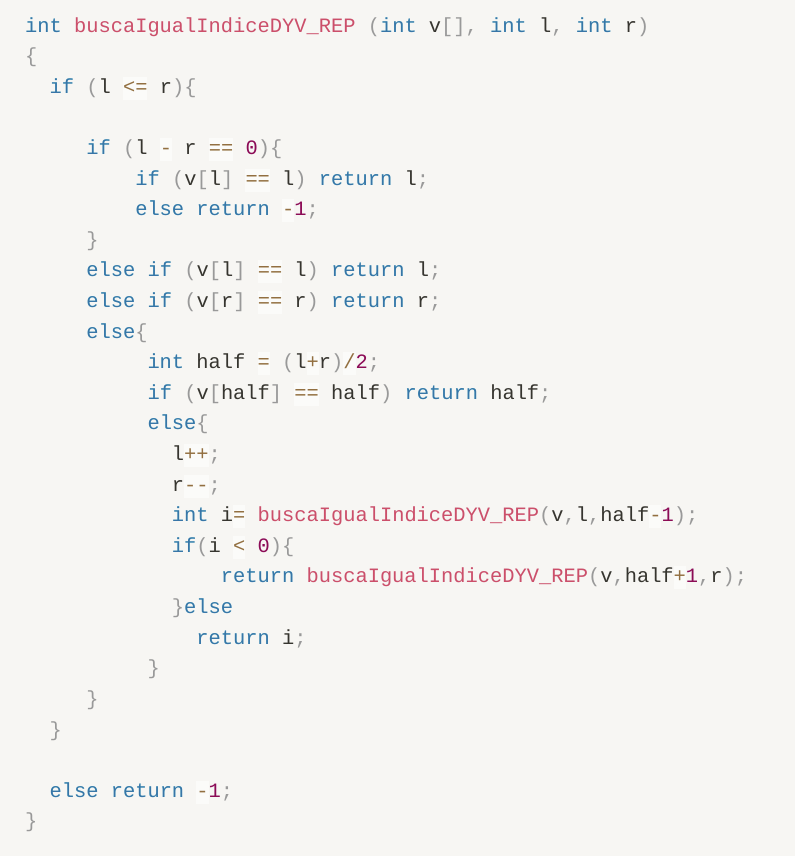 int buscaIgualIndiceDYV_REP (int v[], int l, int r)
{
  if (l <= r){

     if (l - r == 0){
         if (v[l] == l) return l;
         else return -1;
     }
     else if (v[l] == l) return l;
     else if (v[r] == r) return r;
     else{
          int half = (l+r)/2;
          if (v[half] == half) return half;
          else{
            l++;
            r--;
            int i= buscaIgualIndiceDYV_REP(v,l,half-1);
            if(i < 0){
                return buscaIgualIndiceDYV_REP(v,half+1,r);
            }else
              return i;
          }
     }
  }

  else return -1;
}